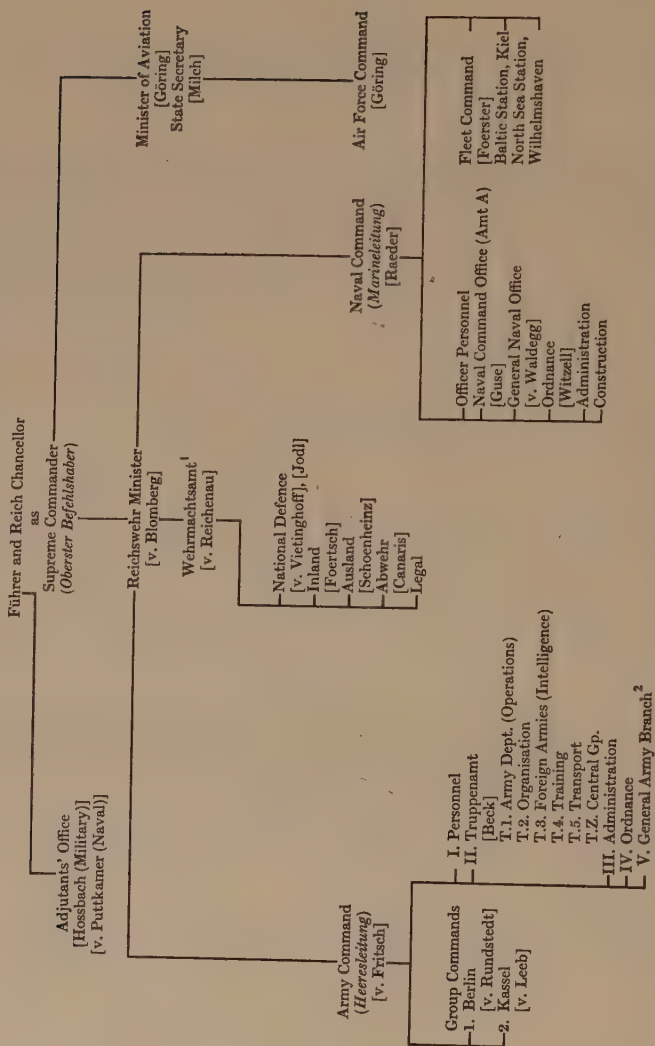 Führer and Reich Chancellor
as
Supreme Commander
(Oberster Befehlshaber)
Adjutants' Office
[Hossbach (Military)]
[v. Puttkamer (Naval)]
Reichswehr Minister
[v. Blomberg]
Wehrmachtsamt¹
[v. Reichenau]
Minister of Aviation
[Göring]
State Secretary
[Milch]
Army Command
(Heeresleitung)
[v. Fritsch]
National Defence
[v. Vietinghoff], [Jodl]
Inland
[Foertsch]
Ausland
[Schoenheinz]
Abwehr
[Canaris]
Legal
Naval Command
(Marineleitung)
[Raeder]
Air Force Command
[Göring]
Group Commands
1. Berlin
[v. Rundstedt]
2. Kassel
[v. Leeb]
I. Personnel
II. Truppenamt
[Beck]
T.1. Army Dept. (Operations)
T.2. Organisation
T.3. Foreign Armies (Intelligence)
T.4. Training
T.5. Transport
T.Z. Central Gp.
III. Administration
IV. Ordnance
V. General Army Branch²
Officer Personnel
Naval Command Office (Amt A)
[Guse]
General Naval Office
[v. Waldegg]
Ordnance
[Witzell]
Administration
Construction
Fleet Command
[Foerster]
Baltic Station, Kiel
North Sea Station,
Wilhelmshaven